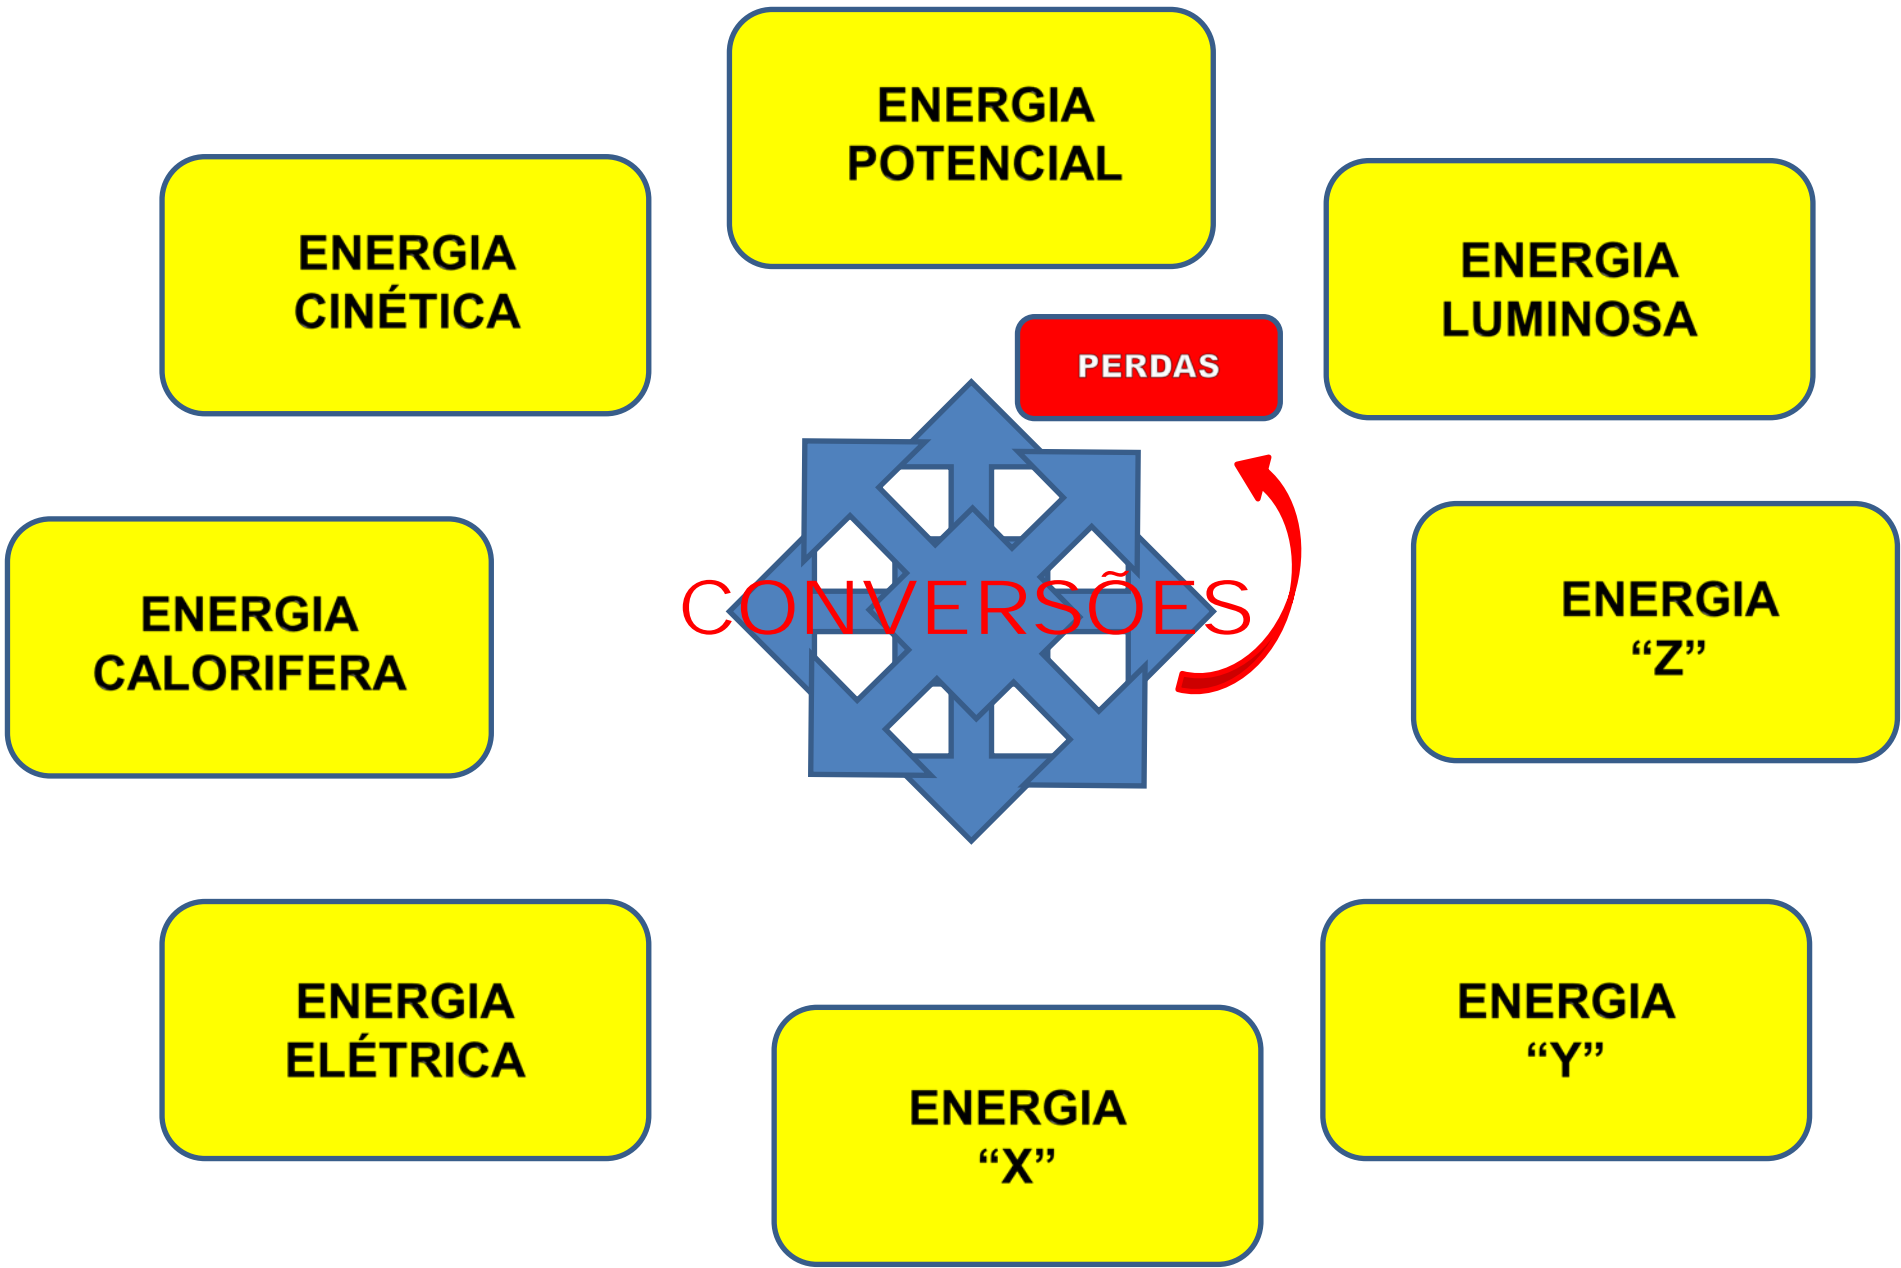 ENERGIA
POTENCIAL
ENERGIA
CINÉTICA
ENERGIA
LUMINOSA
PERDAS
CONVERSÕES
ENERGIA
CALORIFERA
ENERGIA
“Z”
ENERGIA
ELÉTRICA
ENERGIA
“Y”
ENERGIA
“X”